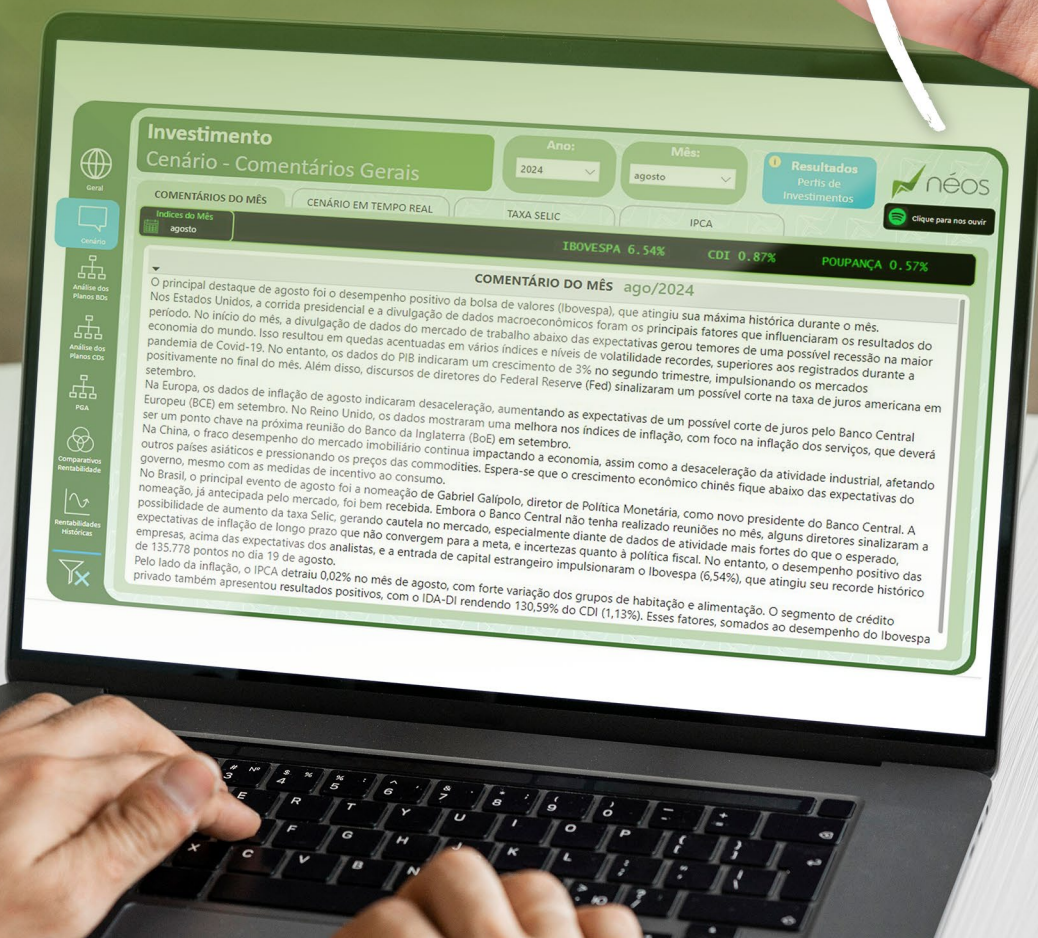 Investimento
Cenário - Comentários Gerais
Ano:
2024
Mês:
agosto
Resultados
Perfis de
Investimentos
néos
Clique para nos ouvir
COMENTÁRIOS DO MÊS
CENÁRIO EM TEMPO REAL
TAXA SELIC
IPCA
Indices do Mês
agosto
IBOVESPA 6.54% CDI 0.87% POUPANÇA 0.57%
Geral
Cenário
Análise dos
Planos BDs
Análise dos
Planos CDs
PGA
Comparativos
Rentabilidade
Rentabilidades
Históricas
COMENTÁRIO DO MÊS ago/2024
O principal destaque de agosto foi o desempenho positivo da bolsa de valores (Ibovespa), que atingiu sua máxima histórica durante o mês.
Nos Estados Unidos, a corrida presidencial e a divulgação de dados macroeconômicos foram os principais fatores que influenciaram os resultados do
período. No início do mês, a divulgação de dados do mercado de trabalho abaixo das expectativas gerou temores de uma possível recessão na maior
economia do mundo. Isso resultou em quedas acentuadas em vários índices e níveis de volatilidade recordes, superiores aos registrados durante a
pandemia de Covid-19. No entanto, os dados do PIB indicaram um crescimento de 3% no segundo trimestre, impulsionando os mercados
positivamente no final do mês. Além disso, discursos de diretores do Federal Reserve (Fed) sinalizaram um possível corte na taxa de juros americana em
setembro.
Na Europa, os dados de inflação de agosto indicaram desaceleração, aumentando as expectativas de um possível corte de juros pelo Banco Central
Europeu (BCE) em setembro. No Reino Unido, os dados mostraram uma melhora nos índices de inflação, com foco na inflação dos serviços, que deverá
ser um ponto chave na próxima reunião do Banco da Inglaterra (BoE) em setembro.
Na China, o fraco desempenho do mercado imobiliário continua impactando a economia, assim como a desaceleração da atividade industrial, afetando
outros países asiáticos e pressionando os preços das commodities. Espera-se que o crescimento econômico chinês fique abaixo das expectativas do
governo, mesmo com as medidas de incentivo ao consumo.
No Brasil, o principal evento de agosto foi a nomeação de Gabriel Galípolo, diretor de Política Monetária, como novo presidente do Banco Central. A
nomeação, já antecipada pelo mercado, foi bem recebida. Embora o Banco Central não tenha realizado reuniões no mês, alguns diretores sinalizaram a
possibilidade de aumento da taxa Selic, gerando cautela no mercado, especialmente diante de dados de atividade mais fortes do que o esperado,
expectativas de inflação de longo prazo que não convergem para a meta, e incertezas quanto à política fiscal. No entanto, o desempenho positivo das
empresas, acima das expectativas dos analistas, e a entrada de capital estrangeiro impulsionaram o Ibovespa (6,54%), que atingiu seu recorde histórico
de 135.778 pontos no dia 19 de agosto.
Pelo lado da inflação, o IPCA detraiu 0,02% no mês de agosto, com forte variação dos grupos de habitação e alimentação. O segmento de crédito
privado também apresentou resultados positivos, com o IDA-DI rendendo 130,59% do CDI (1,13%). Esses fatores, somados ao desempenho do Ibovespa